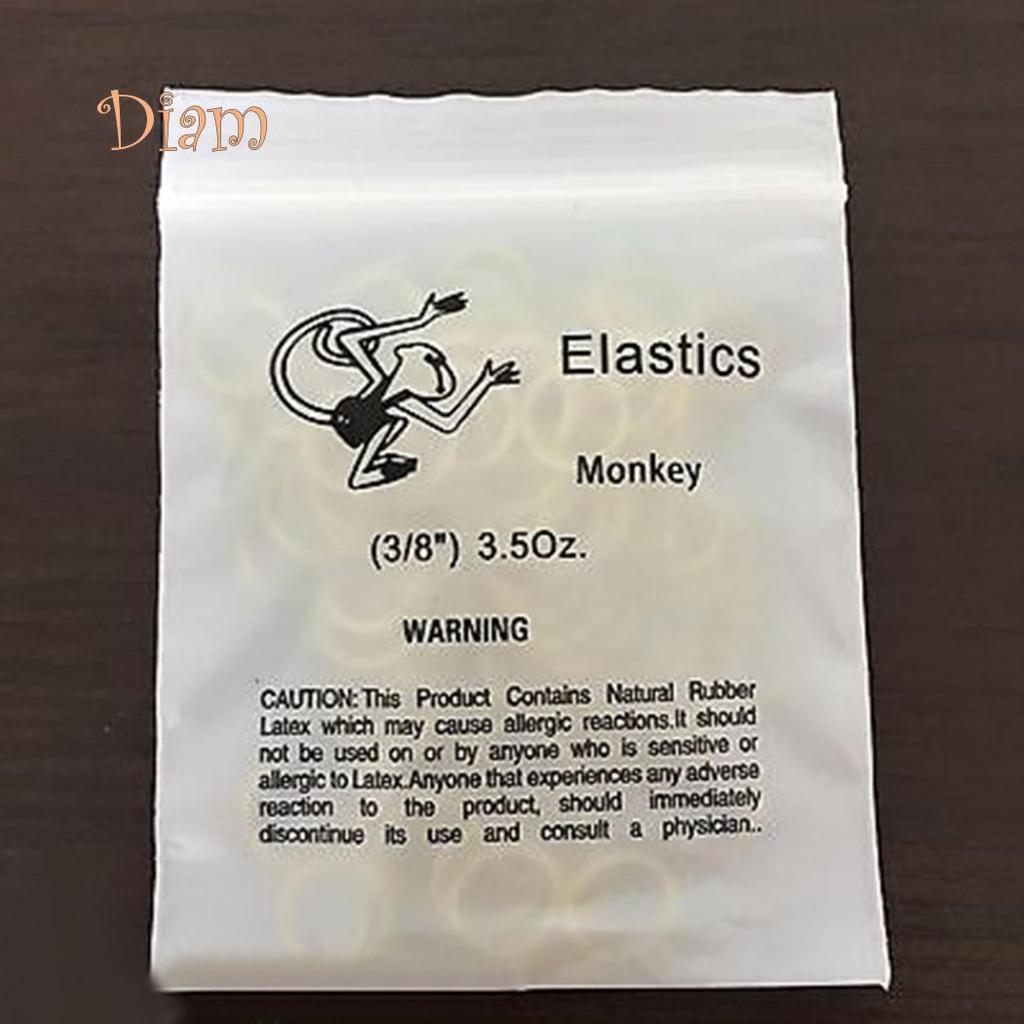 Diam
Elastics
Monkey
(3/8") 3.5Oz.
WARNING
CAUTION: This Product Contains Natural Rubber
Latex which may cause allergic reactions.It should
not be used on or by anyone who is sensitive or
allergic to Latex.Anyone that experiences any adverse
reaction to the product, should immediately
discontinue its use and consult a physician..